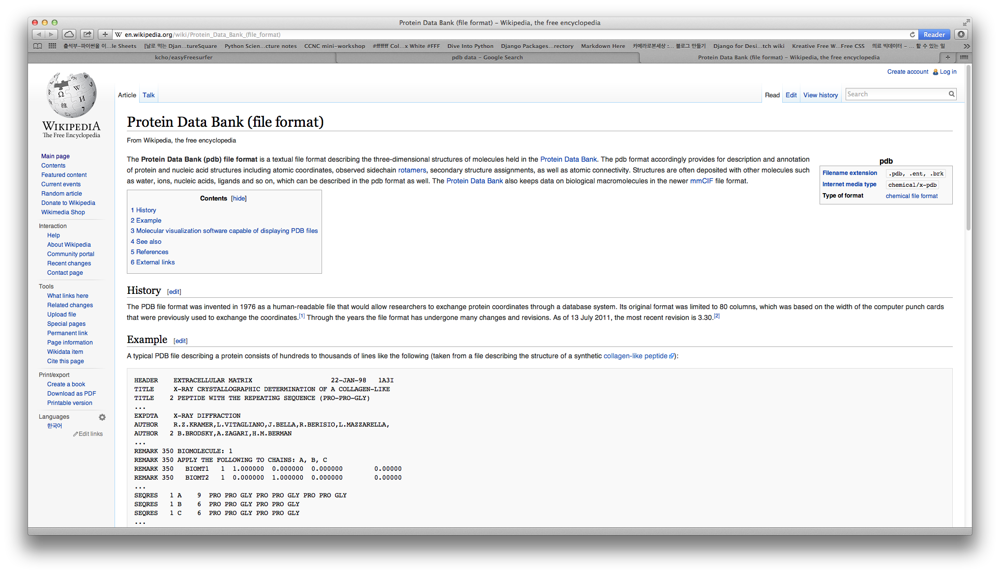 Protein Data Bank (file format) – Wikipedia, the free encyclopedia
W en.wikipedia.org/wiki/Protein_Data_Bank_(file_format)
Reader
출석부-파이썬을 이...le Sheets [날로 먹는 Djan...tureSquare Python Scien...cture notes CCNC mini-workshop #ffffff Col...x White #FFF Dive Into Python Django Packages...rectory Markdown Here 카메라로본세상 :... 블로그 만들기 Django for Desi...tch wiki Kreative Free W...Free CSS 의료 빅데이터 - ... 할 수 있는 일
kcho/easyFreesurfer pdb data – Google Search Protein Data Bank (file format) – Wikipedia, the free encyclopedia
Create account Log in
Article Talk Read Edit View history Search
Ω W И 維
WIKIPEDIA
The Free Encyclopedia
Main page
Contents
Featured content
Current events
Random article
Donate to Wikipedia
Wikimedia Shop
Interaction
Help
About Wikipedia
Community portal
Recent changes
Contact page
Tools
What links here
Related changes
Upload file
Special pages
Permanent link
Page information
Wikidata item
Cite this page
Print/export
Create a book
Download as PDF
Printable version
Languages
한국어
Edit links
Protein Data Bank (file format)
From Wikipedia, the free encyclopedia
The Protein Data Bank (pdb) file format is a textual file format describing the three-dimensional structures of molecules held in the Protein Data Bank. The pdb format accordingly provides for description and annotation
of protein and nucleic acid structures including atomic coordinates, observed sidechain rotamers, secondary structure assignments, as well as atomic connectivity. Structures are often deposited with other molecules such
as water, ions, nucleic acids, ligands and so on, which can be described in the pdb format as well. The Protein Data Bank also keeps data on biological macromolecules in the newer mmCIF file format.
pdb
Filename extension .pdb, .ent, .brk
Internet media type chemical/x-pdb
Type of format chemical file format
Contents [hide]
1 History
2 Example
3 Molecular visualization software capable of displaying PDB files
4 See also
5 References
6 External links
History [edit]
The PDB file format was invented in 1976 as a human-readable file that would allow researchers to exchange protein coordinates through a database system. Its original format was limited to 80 columns, which was based on the width of the computer punch cards
that were previously used to exchange the coordinates.[1] Through the years the file format has undergone many changes and revisions. As of 13 July 2011, the most recent revision is 3.30.[2]
Example [edit]
A typical PDB file describing a protein consists of hundreds to thousands of lines like the following (taken from a file describing the structure of a synthetic collagen-like peptide):
HEADER    EXTRACELLULAR MATRIX                    22-JAN-98   1A3I
TITLE     X-RAY CRYSTALLOGRAPHIC DETERMINATION OF A COLLAGEN-LIKE
TITLE    2 PEPTIDE WITH THE REPEATING SEQUENCE (PRO-PRO-GLY)
...
EXPDTA    X-RAY DIFFRACTION
AUTHOR    R.Z.KRAMER,L.VITAGLIANO,J.BELLA,R.BERISIO,L.MAZZARELLA,
AUTHOR   2 B.BRODSKY,A.ZAGARI,H.M.BERMAN
...
REMARK 350 BIOMOLECULE: 1
REMARK 350 APPLY THE FOLLOWING TO CHAINS: A, B, C
REMARK 350   BIOMT1   1  1.000000  0.000000  0.000000        0.00000
REMARK 350   BIOMT2   1  0.000000  1.000000  0.000000        0.00000
...
SEQRES   1 A    9  PRO PRO GLY PRO PRO GLY PRO PRO GLY
SEQRES   1 B    6  PRO PRO GLY PRO PRO GLY
SEQRES   1 C    6  PRO PRO GLY PRO PRO GLY
...